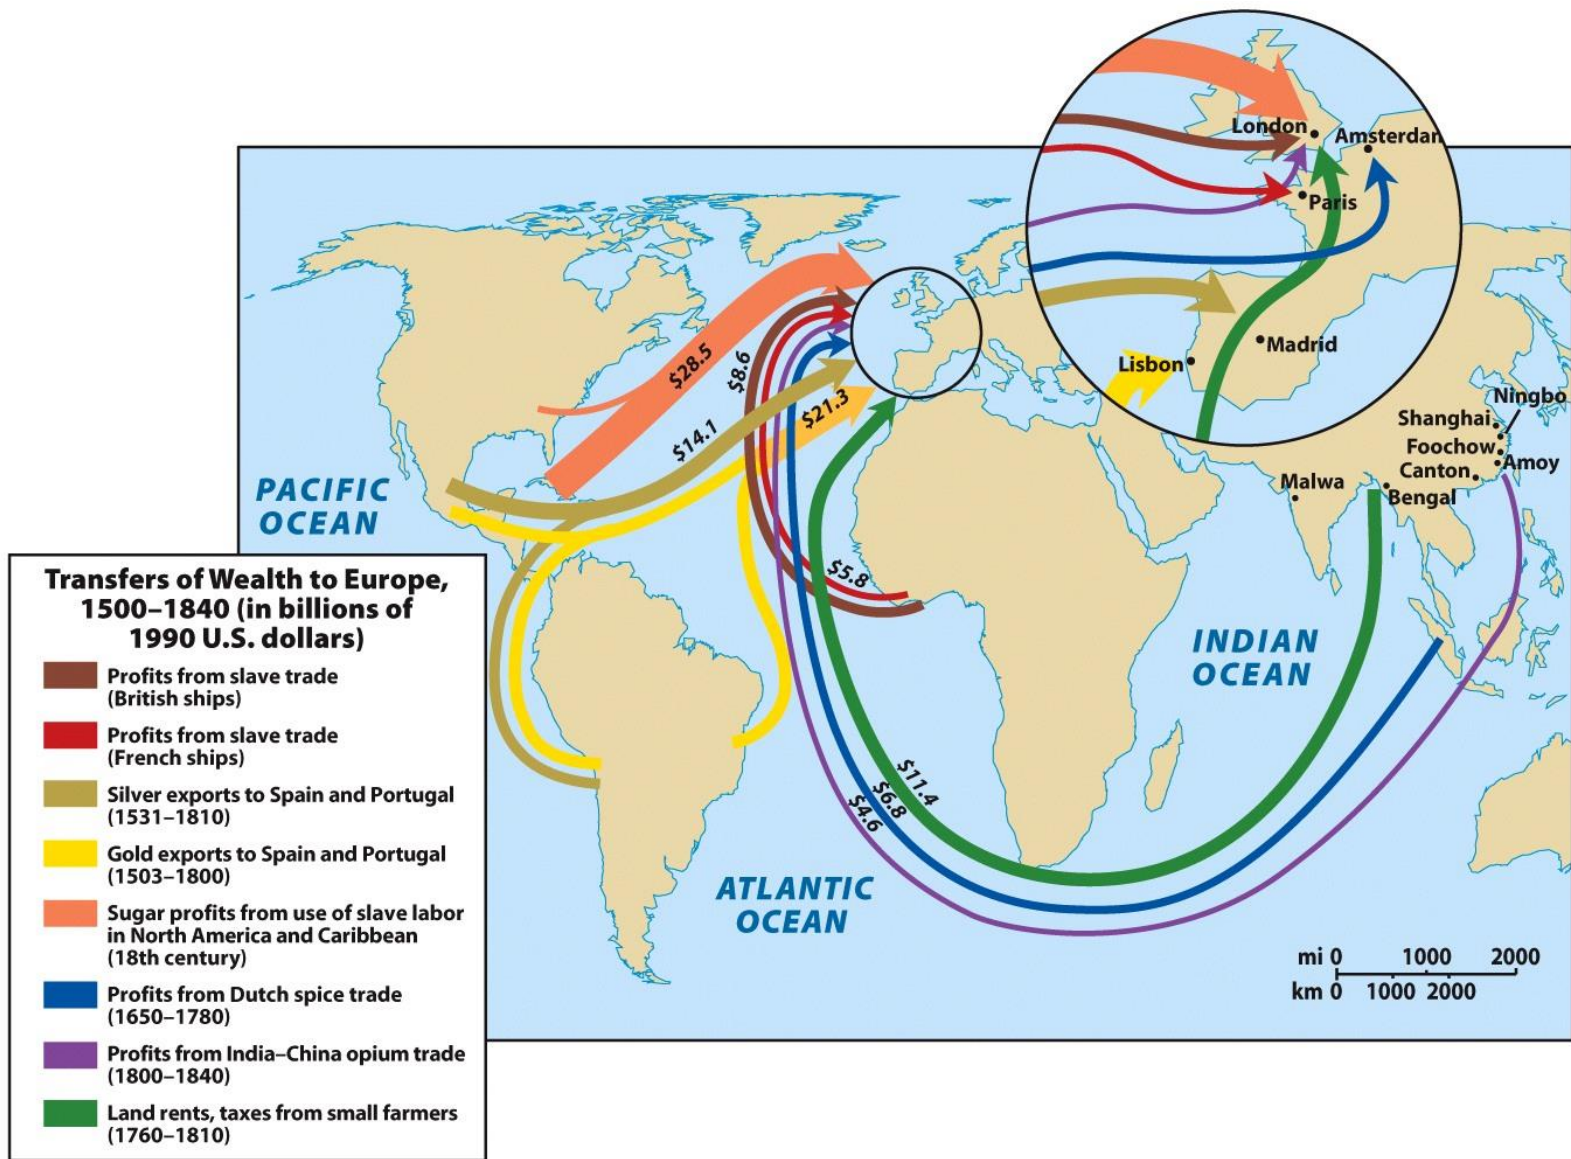 London
Amsterdan
Paris
Madrid
Lisbon
$28.5
$8.6
$14.1
$21.3
$5.8
$11.4
$6.8
$4.6
Ningbo
Shanghai
Foochow
Canton
Amoy
Malwa
Bengal
PACIFIC
OCEAN
INDIAN
OCEAN
ATLANTIC
OCEAN
mi 0 1000 2000
km 0 1000 2000
Transfers of Wealth to Europe,
1500–1840 (in billions of
1990 U.S. dollars)
Profits from slave trade
(British ships)
Profits from slave trade
(French ships)
Silver exports to Spain and Portugal
(1531–1810)
Gold exports to Spain and Portugal
(1503–1800)
Sugar profits from use of slave labor
in North America and Caribbean
(18th century)
Profits from Dutch spice trade
(1650–1780)
Profits from India–China opium trade
(1800–1840)
Land rents, taxes from small farmers
(1760–1810)